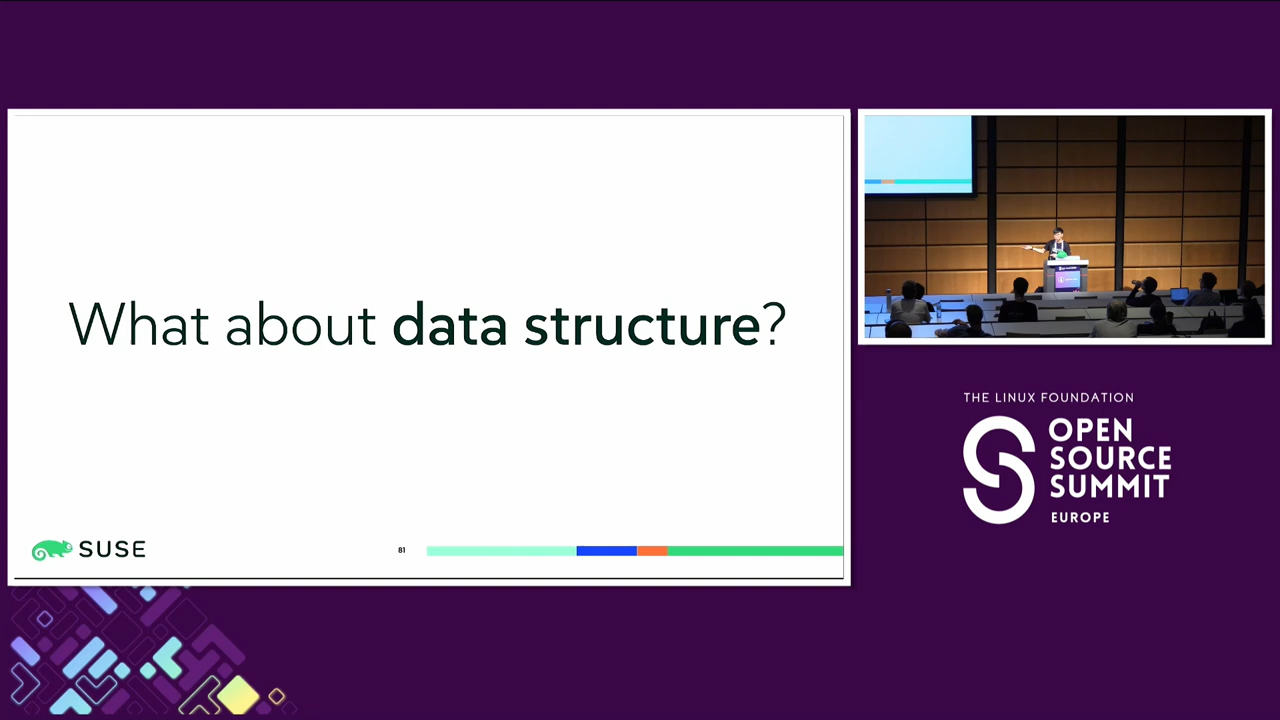 What about data structure?
SUSE
81
THE LINUX FOUNDATION
OPEN
SOURCE
SUMMIT
EUROPE